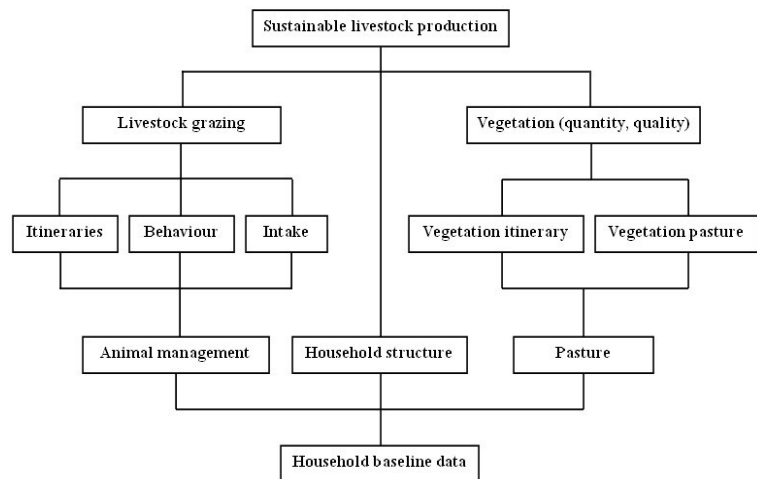 Sustainable livestock production
Livestock grazing
Vegetation (quantity, quality)
Itineraries
Behaviour
Intake
Vegetation itinerary
Vegetation pasture
Animal management
Household structure
Pasture
Household baseline data